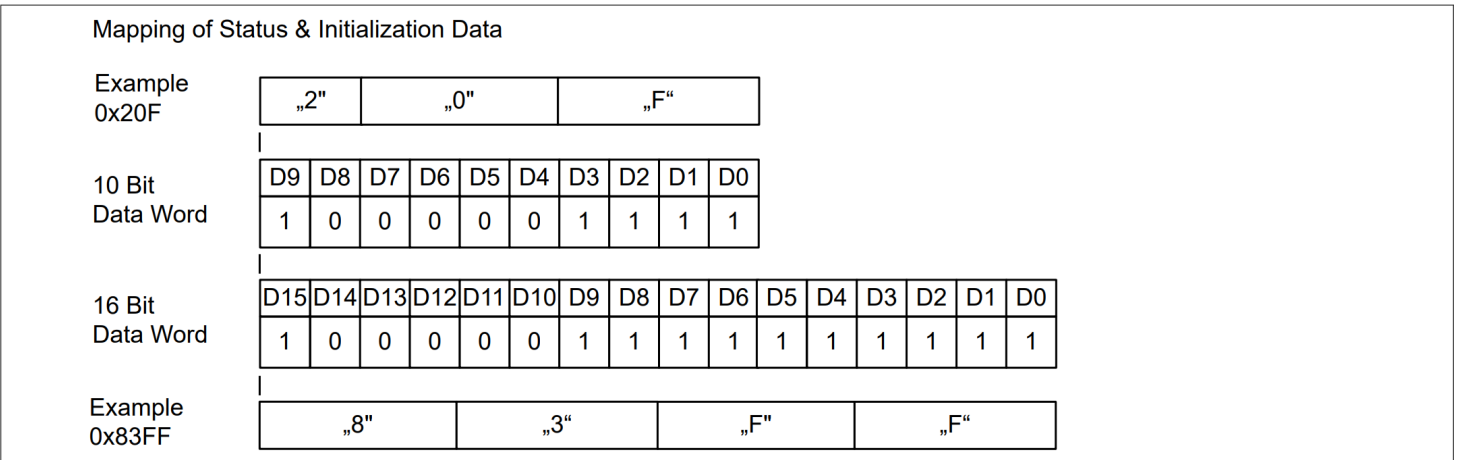 Mapping of Status & Initialization Data
Example
0x20F
„2" „0" „F“
10 Bit
Data Word
D9 D8 D7 D6 D5 D4 D3 D2 D1 D0
1 0 0 0 0 0 1 1 1 1
16 Bit
Data Word
D15 D14 D13 D12 D11 D10 D9 D8 D7 D6 D5 D4 D3 D2 D1 D0
1 0 0 0 0 0 1 1 1 1 1 1 1 1 1 1
Example
0x83FF
„8" „3“ „F" „F“